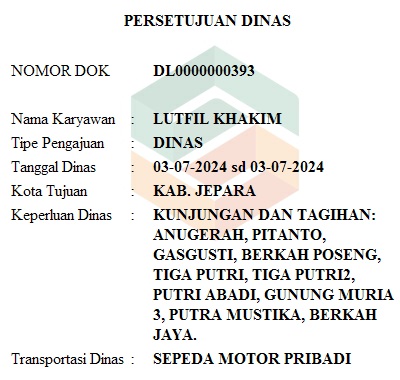 PERSETUJUAN DINAS
NOMOR DOK DL0000000393
Nama Karyawan : LUTFIL KHAKIM
Tipe Pengajuan : DINAS
Tanggal Dinas : 03-07-2024 sd 03-07-2024
Kota Tujuan : KAB. JEPARA
Keperluan Dinas : KUNJUNGAN DAN TAGIHAN:
ANUGERAH, PITANTO,
GASGUSTI, BERKAH POSENG,
TIGA PUTRI, TIGA PUTRI2,
PUTRI ABADI, GUNUNG MURIA
3, PUTRA MUSTIKA, BERKAH
JAYA.
Transportasi Dinas : SEPEDA MOTOR PRIBADI